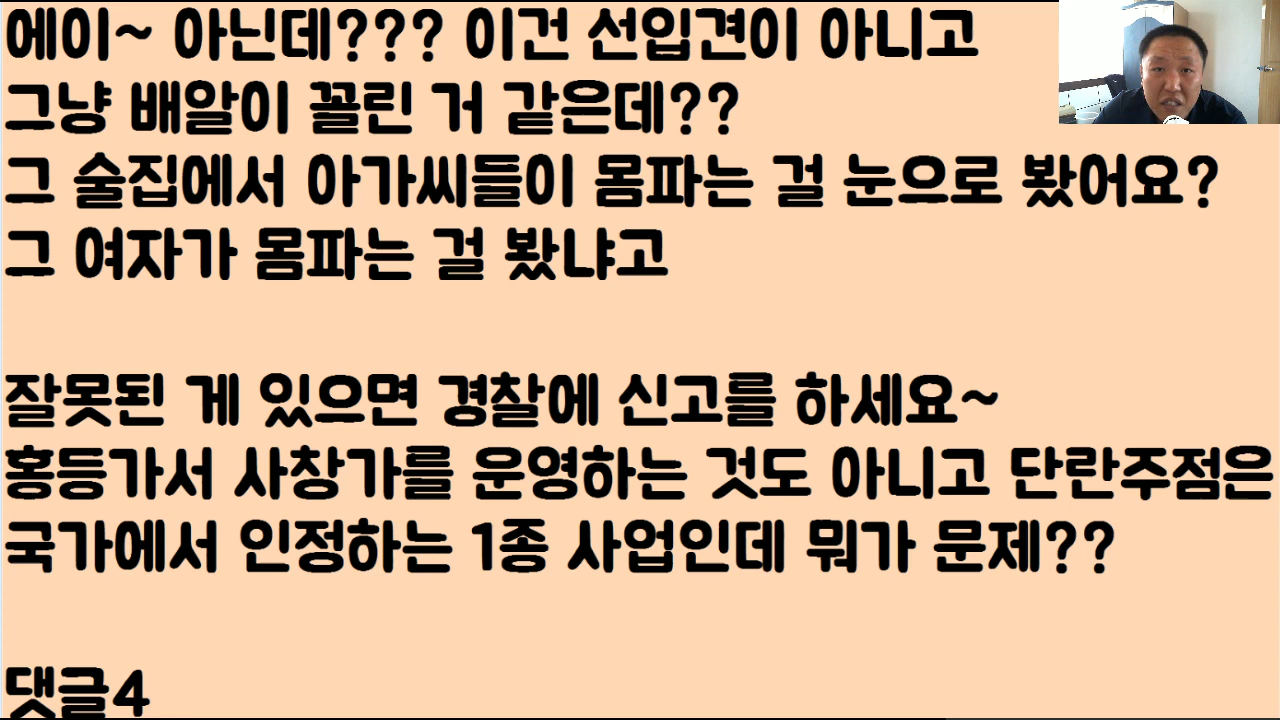 에이~ 아닌데??? 이건 선입견이 아니고
그냥 배알이 꼴린 거 같은데??
그 술집에서 아가씨들이 몸파는 걸 눈으로 봤어요?
그 여자가 몸파는 걸 봤냐고
잘못된 게 있으면 경찰에 신고를 하세요~
홍등가서 사창가를 운영하는 것도 아니고 단란주점은
국가에서 인정하는 1종 사업인데 뭐가 문제??
댓글4